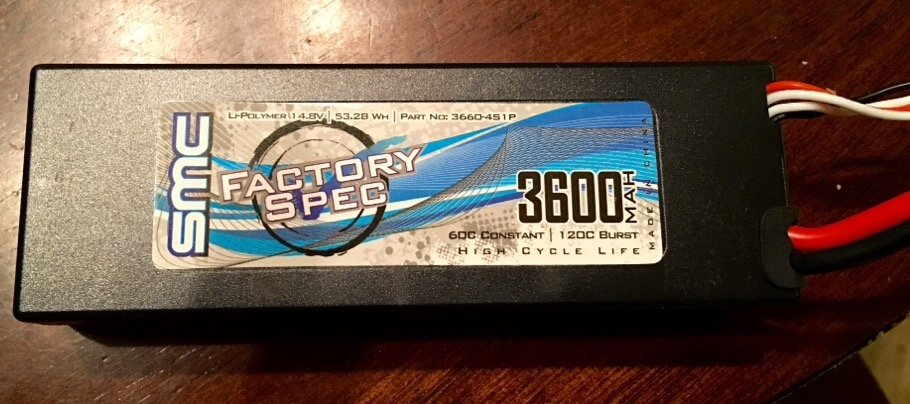 SMC
LI-POLYMER 14.8V | 53.28 WH | PART NO: 3660-4S1P
FACTORY
SPEC
3600 MAH
60C CONSTANT | 120C BURST
HIGH CYCLE LIFE
MADE IN CHINA